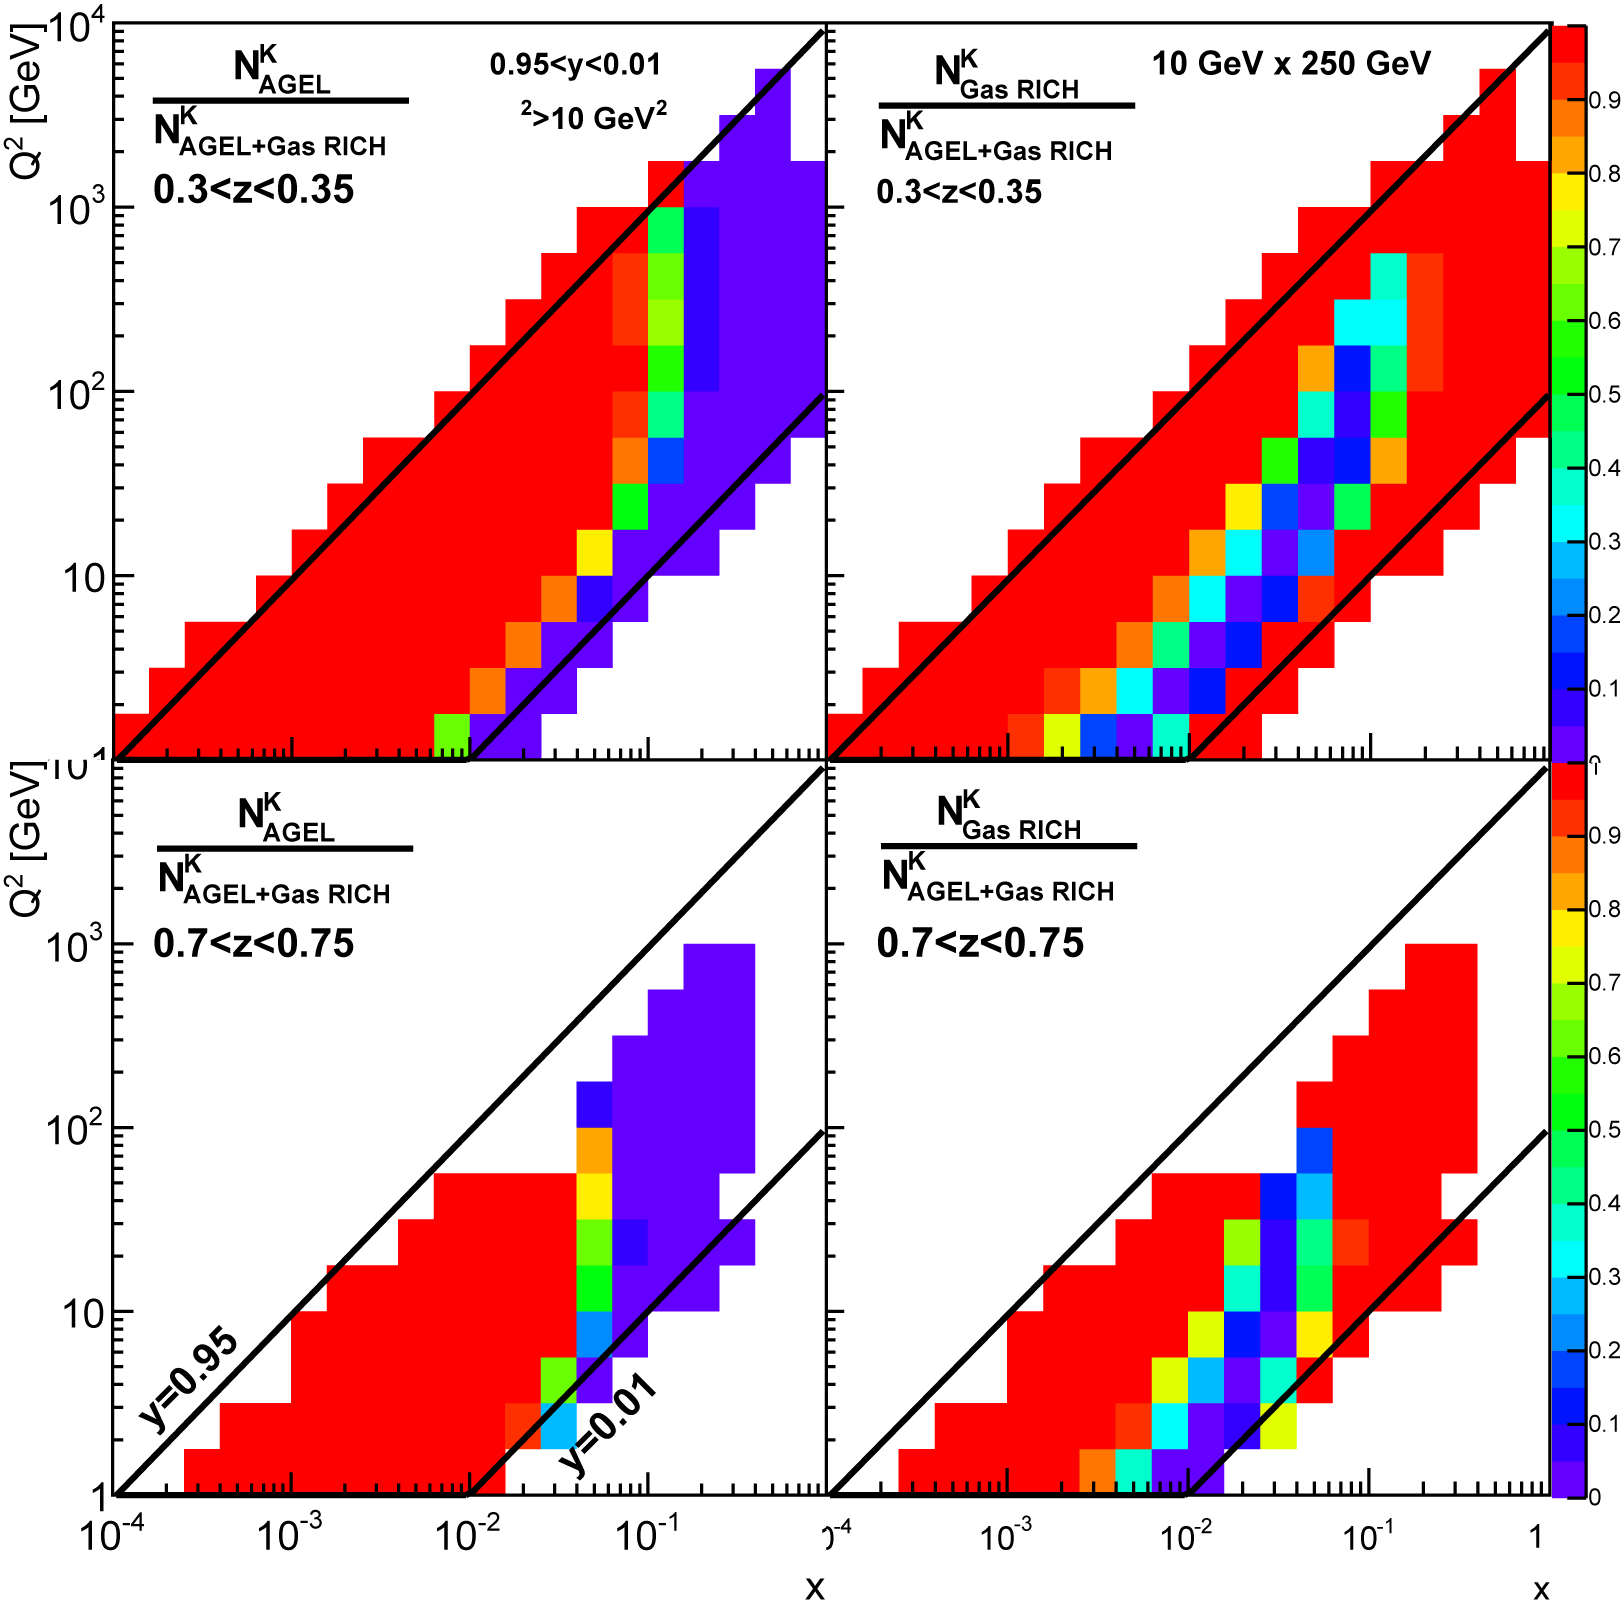 10⁴
Q² [GeV]
N^K_AGEL
N^K_AGEL+Gas RICH
0.3<z<0.35
0.95<y<0.01
²>10 GeV²
10³
10²
10
1
N^K_Gas RICH
N^K_AGEL+Gas RICH
0.3<z<0.35
10 GeV x 250 GeV
0.9
0.8
0.7
0.6
0.5
0.4
0.3
0.2
0.1
Q² [GeV]
N^K_AGEL
N^K_AGEL+Gas RICH
0.7<z<0.75
10³
10²
10
1
y=0.95
y=0.01
N^K_Gas RICH
N^K_AGEL+Gas RICH
0.7<z<0.75
0.9
0.8
0.7
0.6
0.5
0.4
0.3
0.2
0.1
0
10⁻⁴ 10⁻³ 10⁻² 10⁻¹
10⁻³ 10⁻² 10⁻¹ 1
x
x